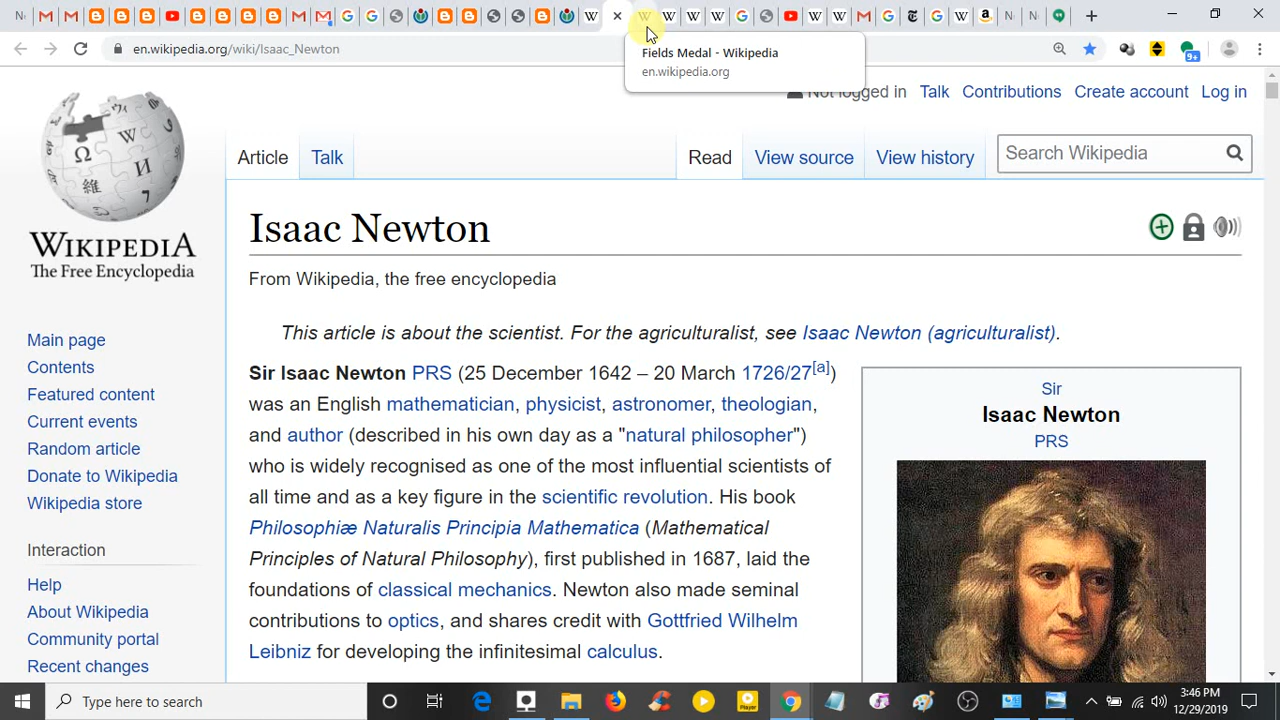 Fields Medal - Wikipedia
en.wikipedia.org
en.wikipedia.org/wiki/Isaac_Newton
9+
Not logged in Talk Contributions Create account Log in
Article Talk Read View source View history Search Wikipedia
WIKIPEDIA
The Free Encyclopedia
Isaac Newton
From Wikipedia, the free encyclopedia
This article is about the scientist. For the agriculturalist, see Isaac Newton (agriculturalist).
Sir Isaac Newton PRS (25 December 1642 – 20 March 1726/27[a])
was an English mathematician, physicist, astronomer, theologian,
and author (described in his own day as a "natural philosopher")
who is widely recognised as one of the most influential scientists of
all time and as a key figure in the scientific revolution. His book
Philosophiæ Naturalis Principia Mathematica (Mathematical
Principles of Natural Philosophy), first published in 1687, laid the
foundations of classical mechanics. Newton also made seminal
contributions to optics, and shares credit with Gottfried Wilhelm
Leibniz for developing the infinitesimal calculus.
Sir
Isaac Newton
PRS
Main page
Contents
Featured content
Current events
Random article
Donate to Wikipedia
Wikipedia store
Interaction
Help
About Wikipedia
Community portal
Recent changes
Type here to search
Player
3:46 PM
12/29/2019